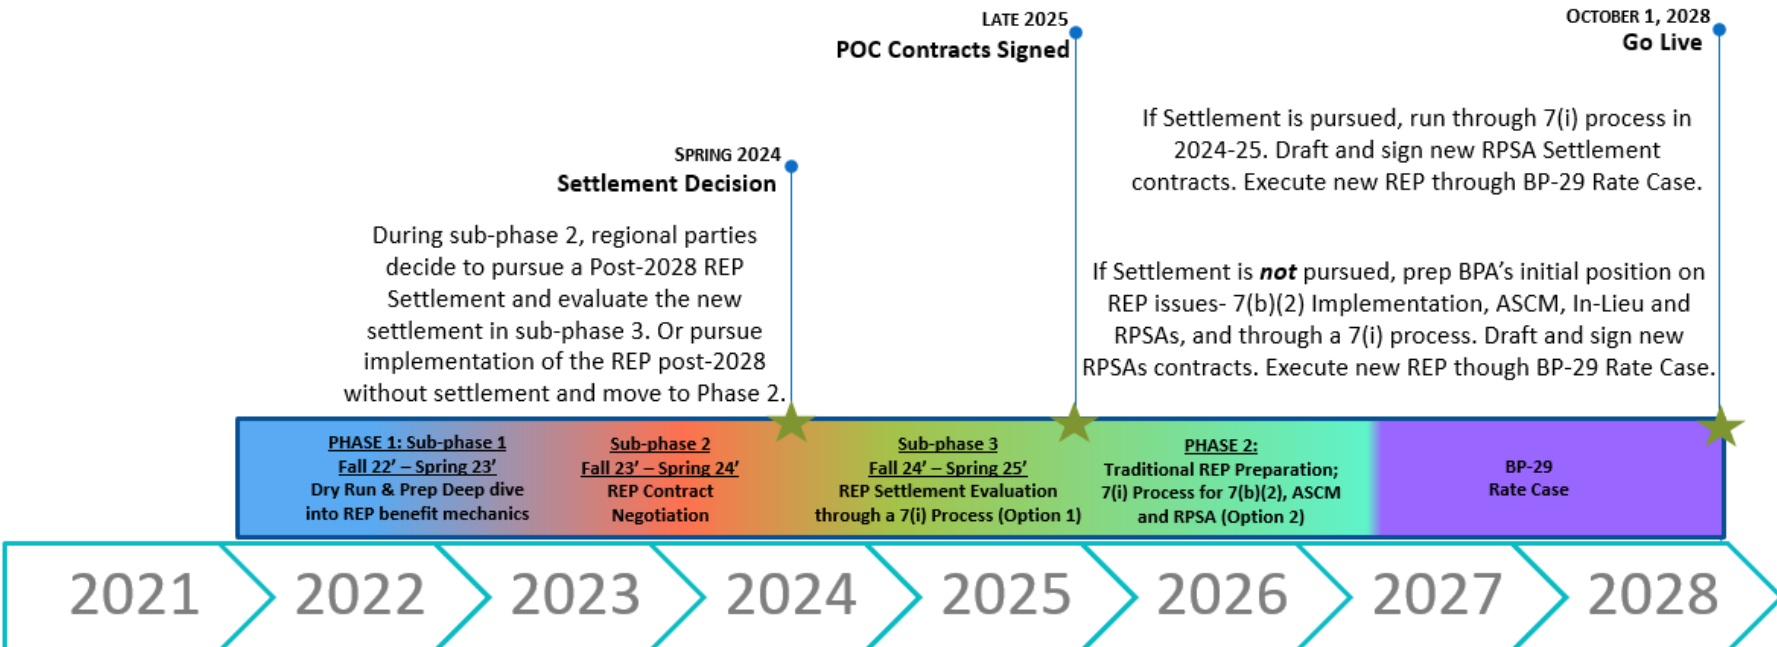 LATE 2025
POC Contracts Signed
OCTOBER 1, 2028
Go Live
SPRING 2024
Settlement Decision
During sub-phase 2, regional parties
decide to pursue a Post-2028 REP
Settlement and evaluate the new
settlement in sub-phase 3. Or pursue
implementation of the REP post-2028
without settlement and move to Phase 2.
If Settlement is pursued, run through 7(i) process in
2024-25. Draft and sign new RPSA Settlement
contracts. Execute new REP through BP-29 Rate Case.
If Settlement is not pursued, prep BPA’s initial position on
REP issues- 7(b)(2) Implementation, ASCM, In-Lieu and
RPSAs, and through a 7(i) process. Draft and sign new
RPSAs contracts. Execute new REP though BP-29 Rate Case.
PHASE 1: Sub-phase 1
Fall 22’ – Spring 23’
Dry Run & Prep Deep dive
into REP benefit mechanics
Sub-phase 2
Fall 23’ – Spring 24’
REP Contract
Negotiation
Sub-phase 3
Fall 24’ – Spring 25’
REP Settlement Evaluation
through a 7(i) Process (Option 1)
PHASE 2:
Traditional REP Preparation;
7(i) Process for 7(b)(2), ASCM
and RPSA (Option 2)
BP-29
Rate Case
2021
2022
2023
2024
2025
2026
2027
2028